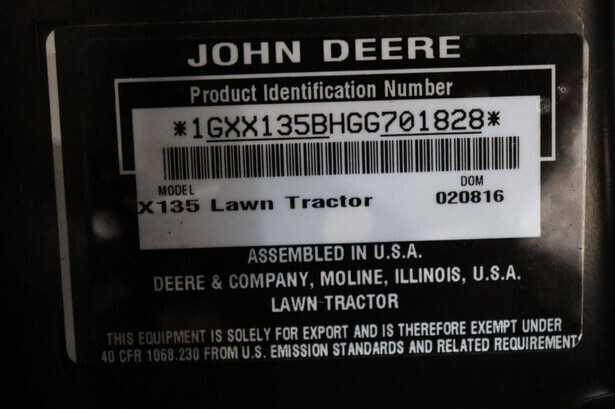 JOHN DEERE
Product Identification Number
*1GXX135BHGG701828*
MODEL DOM
X135 Lawn Tractor 020816
ASSEMBLED IN U.S.A.
DEERE & COMPANY, MOLINE, ILLINOIS, U.S.A.
LAWN TRACTOR
THIS EQUIPMENT IS SOLELY FOR EXPORT AND IS THEREFORE EXEMPT UNDER
40 CFR 1068.230 FROM U.S. EMISSION STANDARDS AND RELATED REQUIREMENT